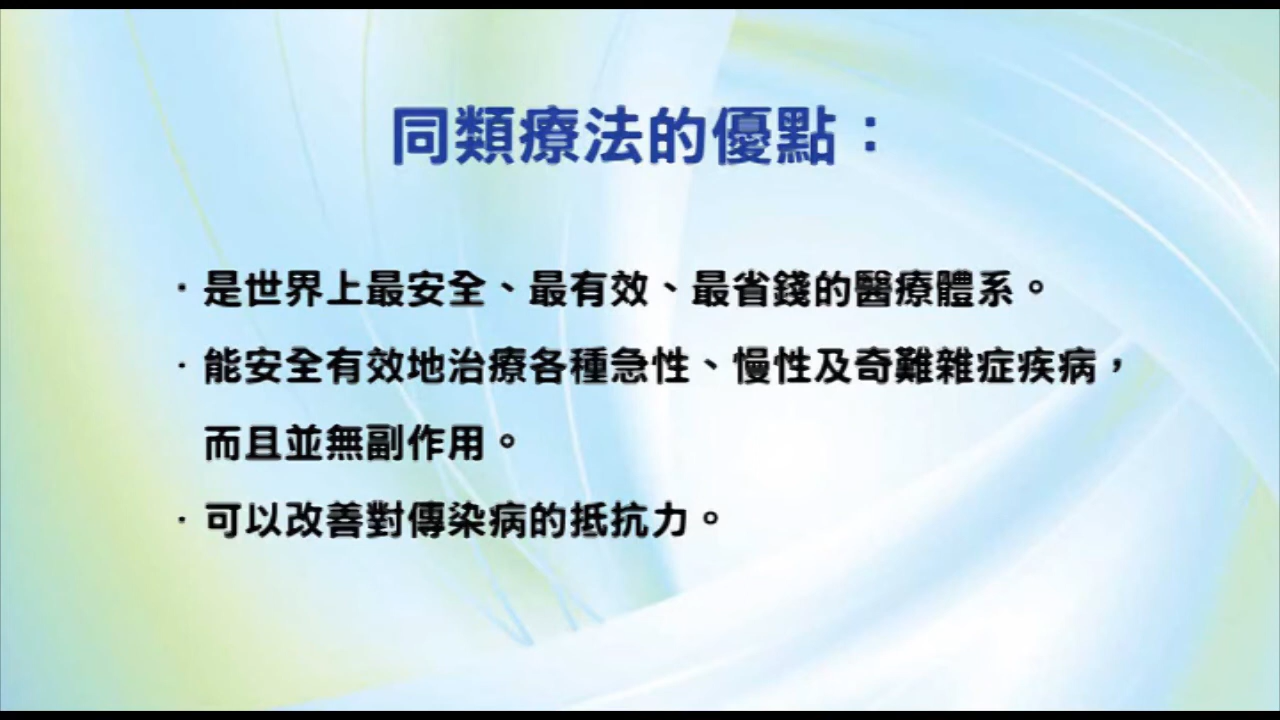 同類療法的優點：
·是世界上最安全、最有效、最省錢的醫療體系。
·能安全有效地治療各種急性、慢性及奇難雜症疾病，
而且並無副作用。
·可以改善對傳染病的抵抗力。